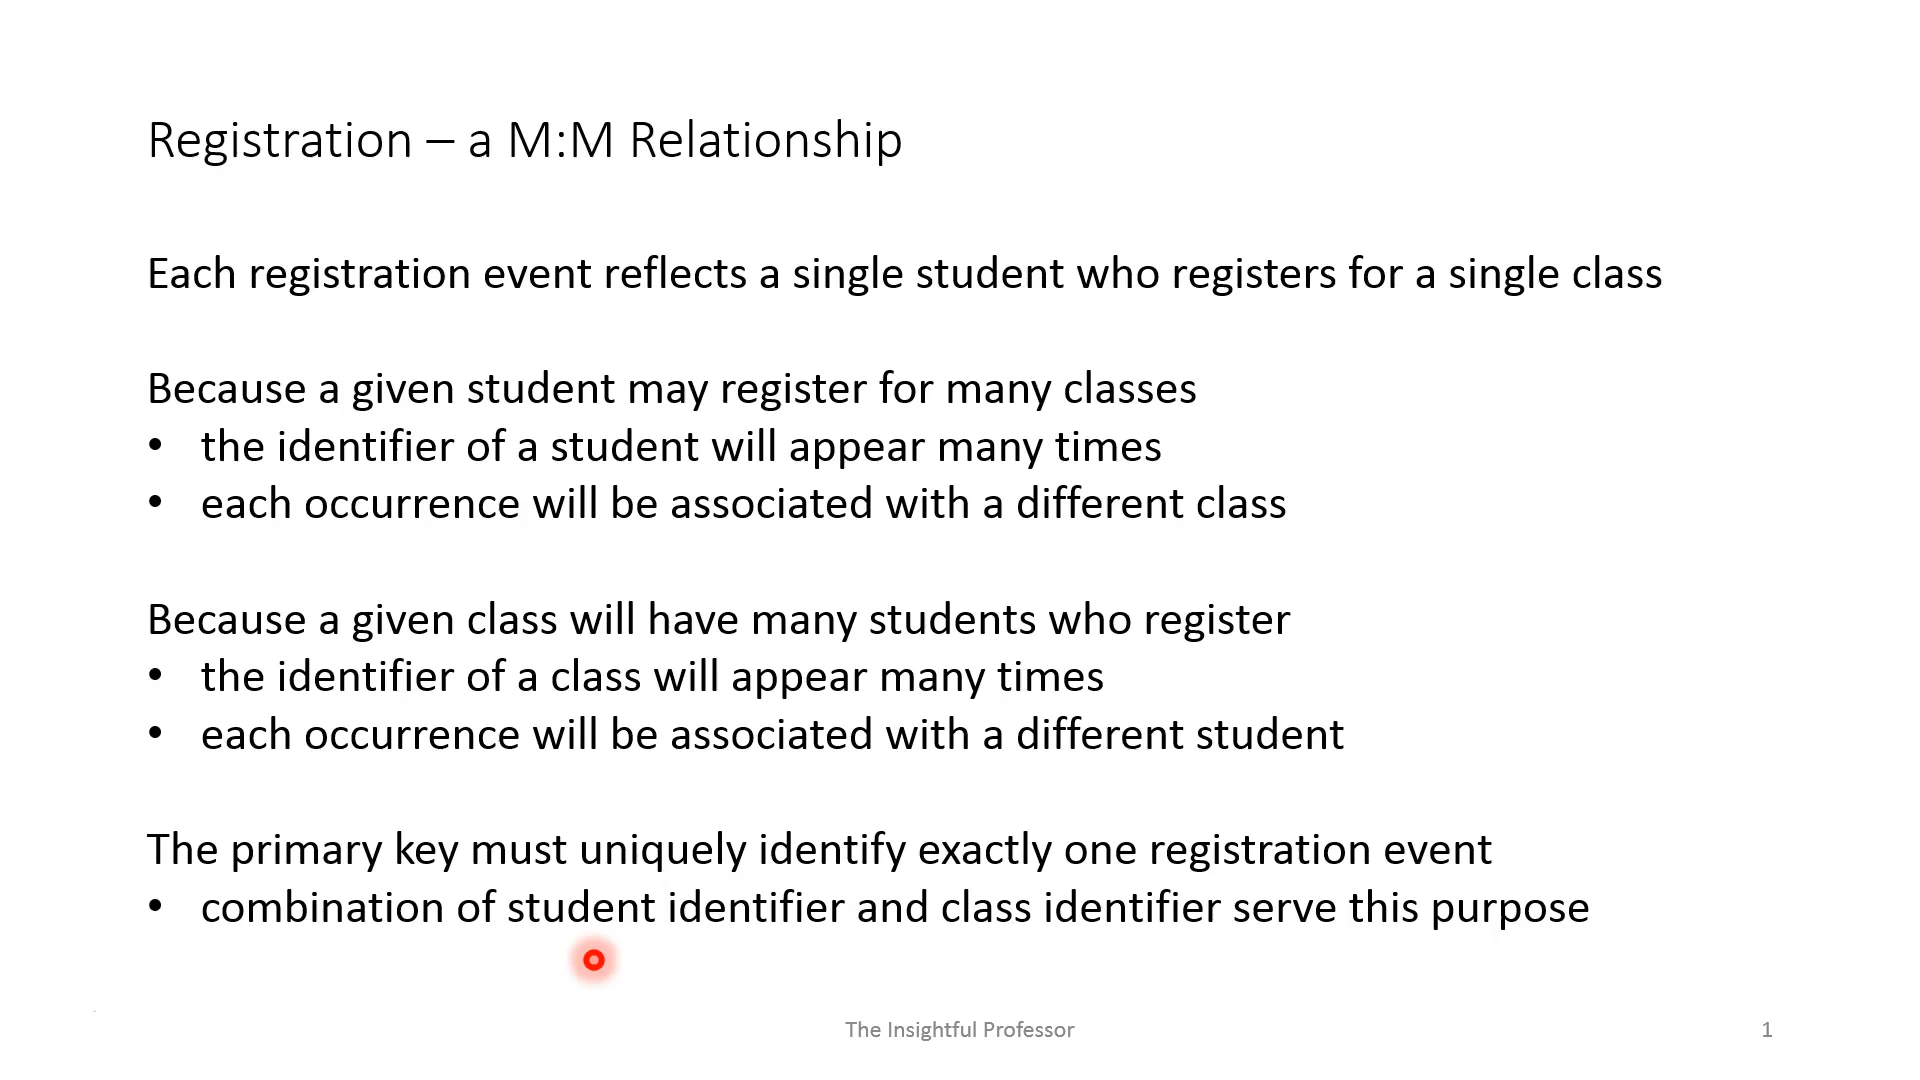 Registration – a M:M Relationship
Each registration event reflects a single student who registers for a single class
Because a given student may register for many classes
• the identifier of a student will appear many times
• each occurrence will be associated with a different class
Because a given class will have many students who register
• the identifier of a class will appear many times
• each occurrence will be associated with a different student
The primary key must uniquely identify exactly one registration event
• combination of student identifier and class identifier serve this purpose
The Insightful Professor
1